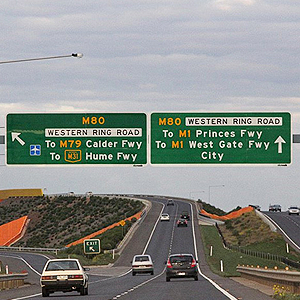 M80
WESTERN RING ROAD
To M79 Calder Fwy
To M31 Hume Fwy
M80 WESTERN RING ROAD
To M1 Princes Fwy
To M1 West Gate Fwy
City
EXIT